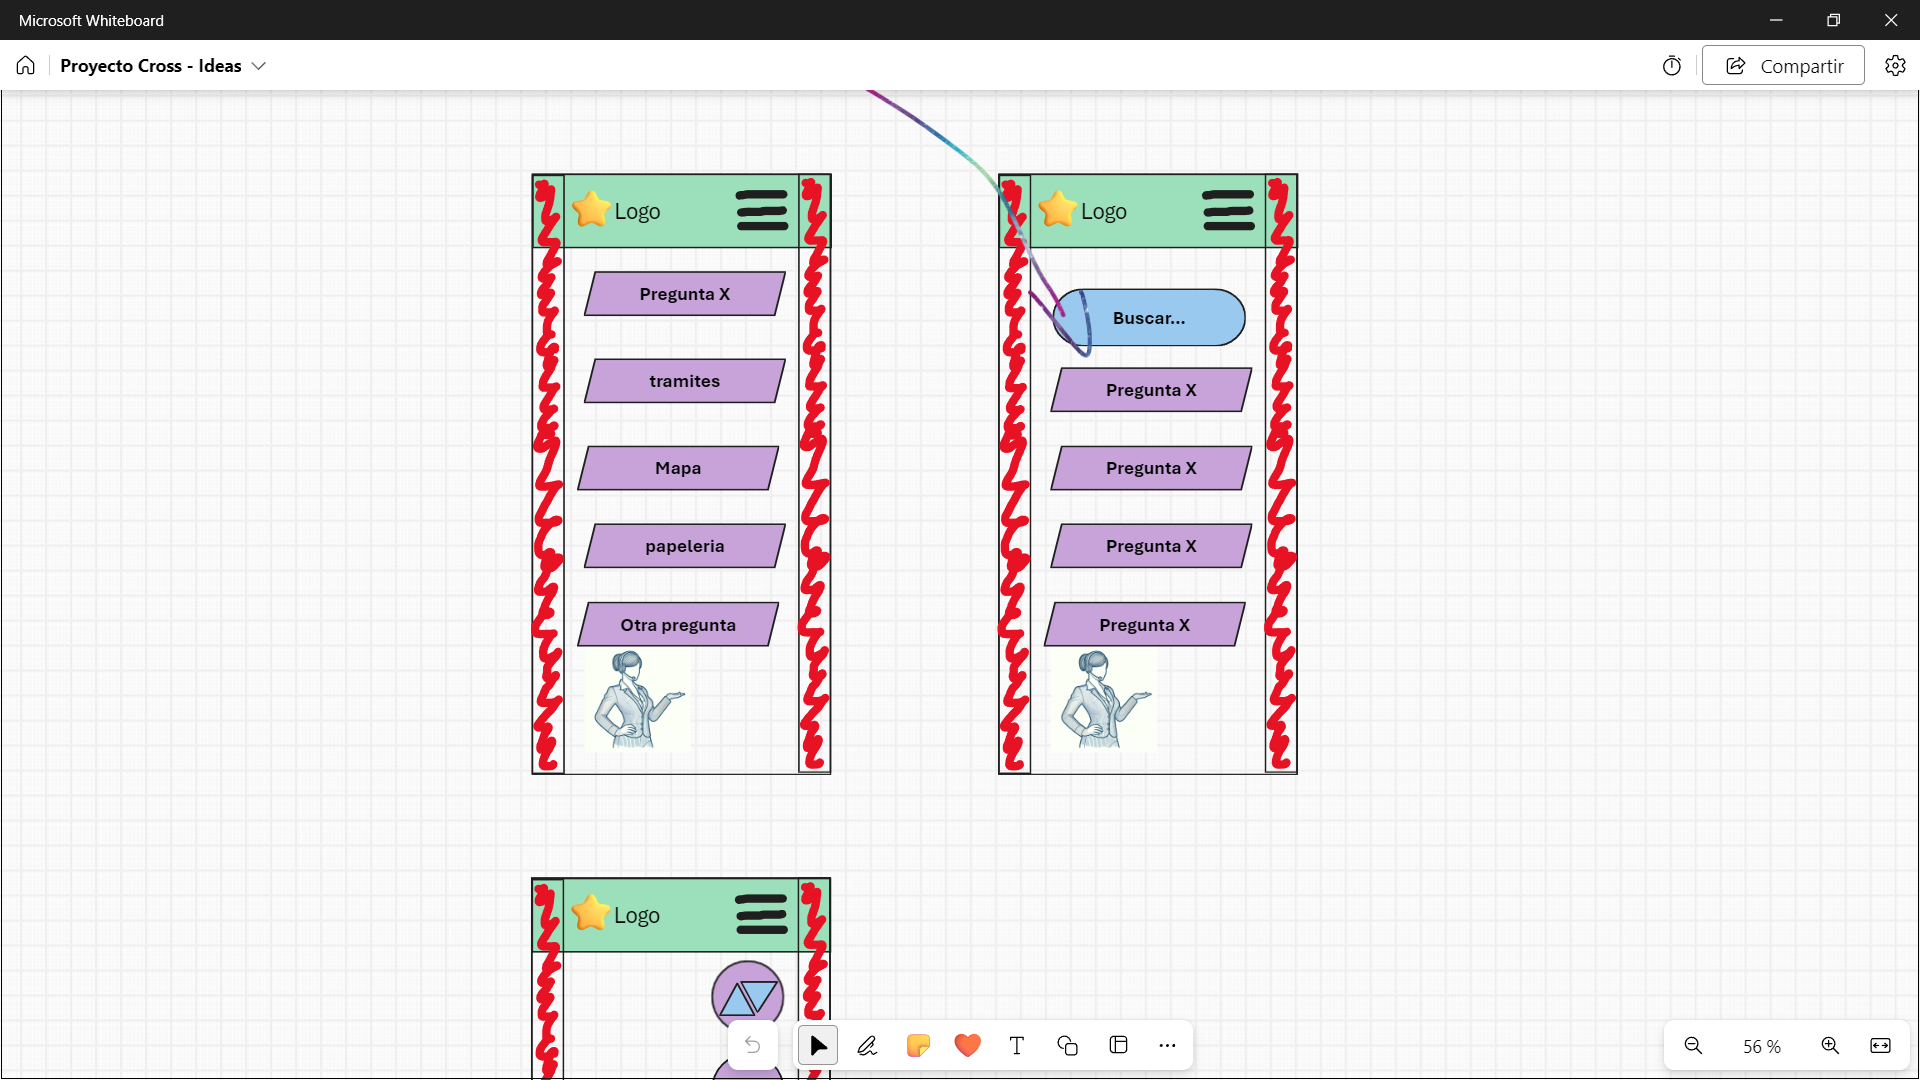 Microsoft Whiteboard
Proyecto Cross - Ideas
Compartir
Logo
Pregunta X
tramites
Mapa
papeleria
Otra pregunta
Logo
Buscar...
Pregunta X
Pregunta X
Pregunta X
Pregunta X
Logo
56 %